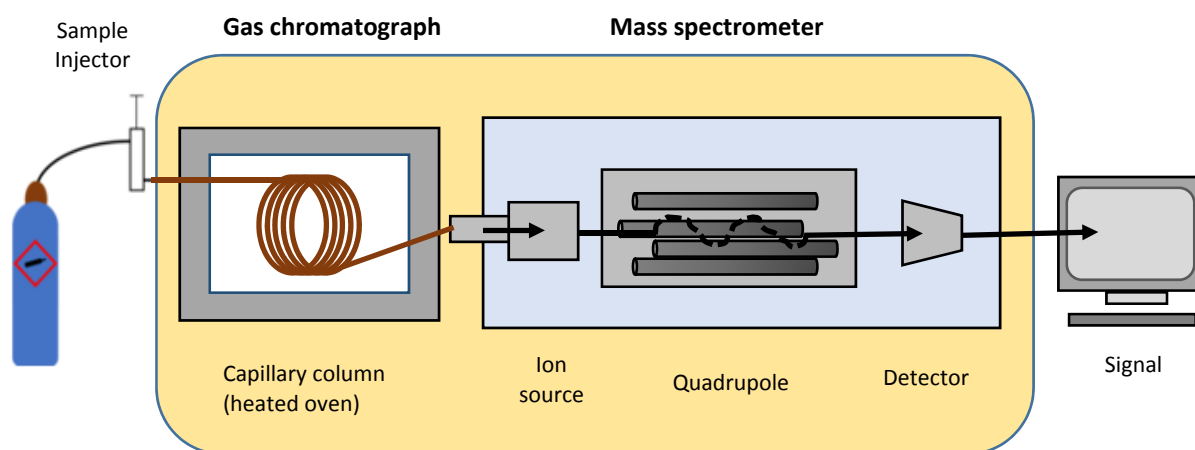 Gas chromatograph
Mass spectrometer
Sample
Injector
Capillary column
(heated oven)
Ion
source
Quadrupole
Detector
Signal